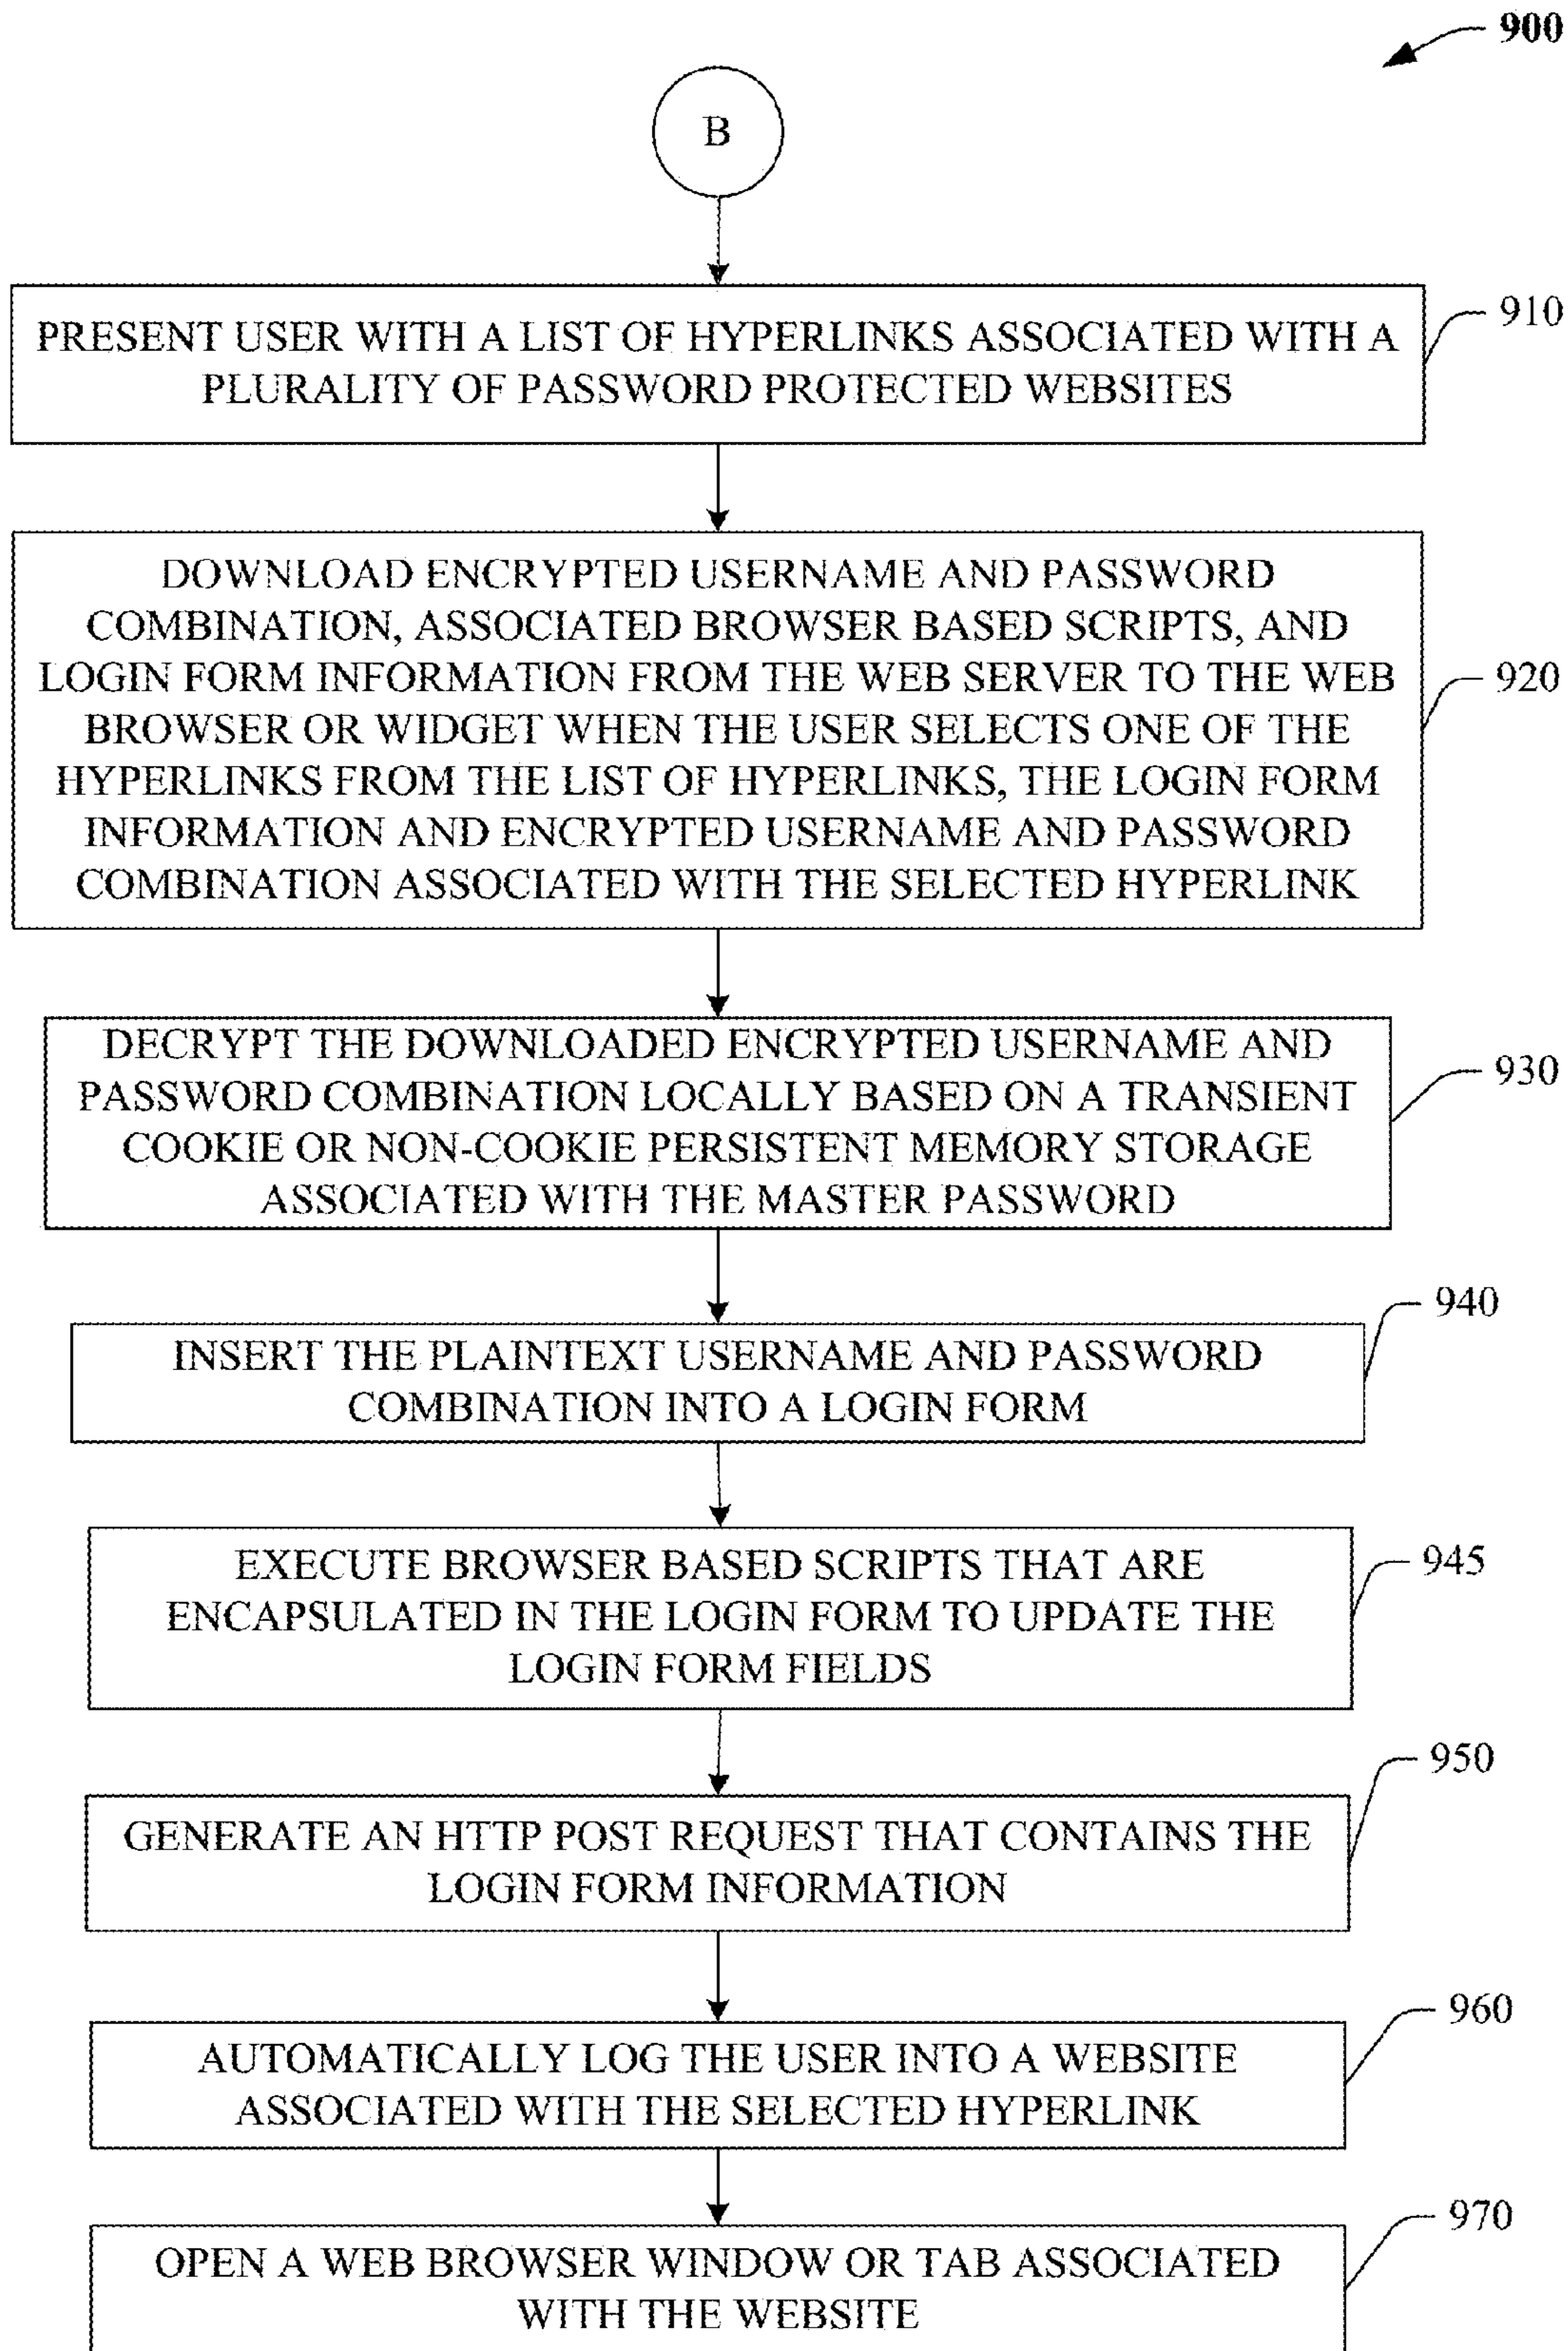 900
B
910
PRESENT USER WITH A LIST OF HYPERLINKS ASSOCIATED WITH A
PLURALITY OF PASSWORD PROTECTED WEBSITES
DOWNLOAD ENCRYPTED USERNAME AND PASSWORD
COMBINATION, ASSOCIATED BROWSER BASED SCRIPTS, AND
LOGIN FORM INFORMATION FROM THE WEB SERVER TO THE WEB
920
BROWSER OR WIDGET WHEN THE USER SELECTS ONE OF THE
HYPERLINKS FROM THE LIST OF HYPERLINKS, THE LOGIN FORM
INFORMATION AND ENCRYPTED USERNAME AND PASSWORD
COMBINATION ASSOCIATED WITH THE SELECTED HYPERLINK
DECRYPT THE DOWNLOADED ENCRYPTED USERNAME AND
930
PASSWORD COMBINATION LOCALLY BASED ON A TRANSIENT
COOKIE OR NON-COOKIE PERSISTENT MEMORY STORAGE
ASSOCIATED WITH THE MASTER PASSWORD
940
INSERT THE PLAINTEXT USERNAME AND PASSWORD
COMBINATION INTO A LOGIN FORM
945
EXECUTE BROWSER BASED SCRIPTS THAT ARE
ENCAPSULATED IN THE LOGIN FORM TO UPDATE THE
LOGIN FORM FIELDS
950
GENERATE AN HTTP POST REQUEST THAT CONTAINS THE
LOGIN FORM INFORMATION
960
AUTOMATICALLY LOG THE USER INTO A WEBSITE
ASSOCIATED WITH THE SELECTED HYPERLINK
970
OPEN A WEB BROWSER WINDOW OR TAB ASSOCIATED
WITH THE WEBSITE